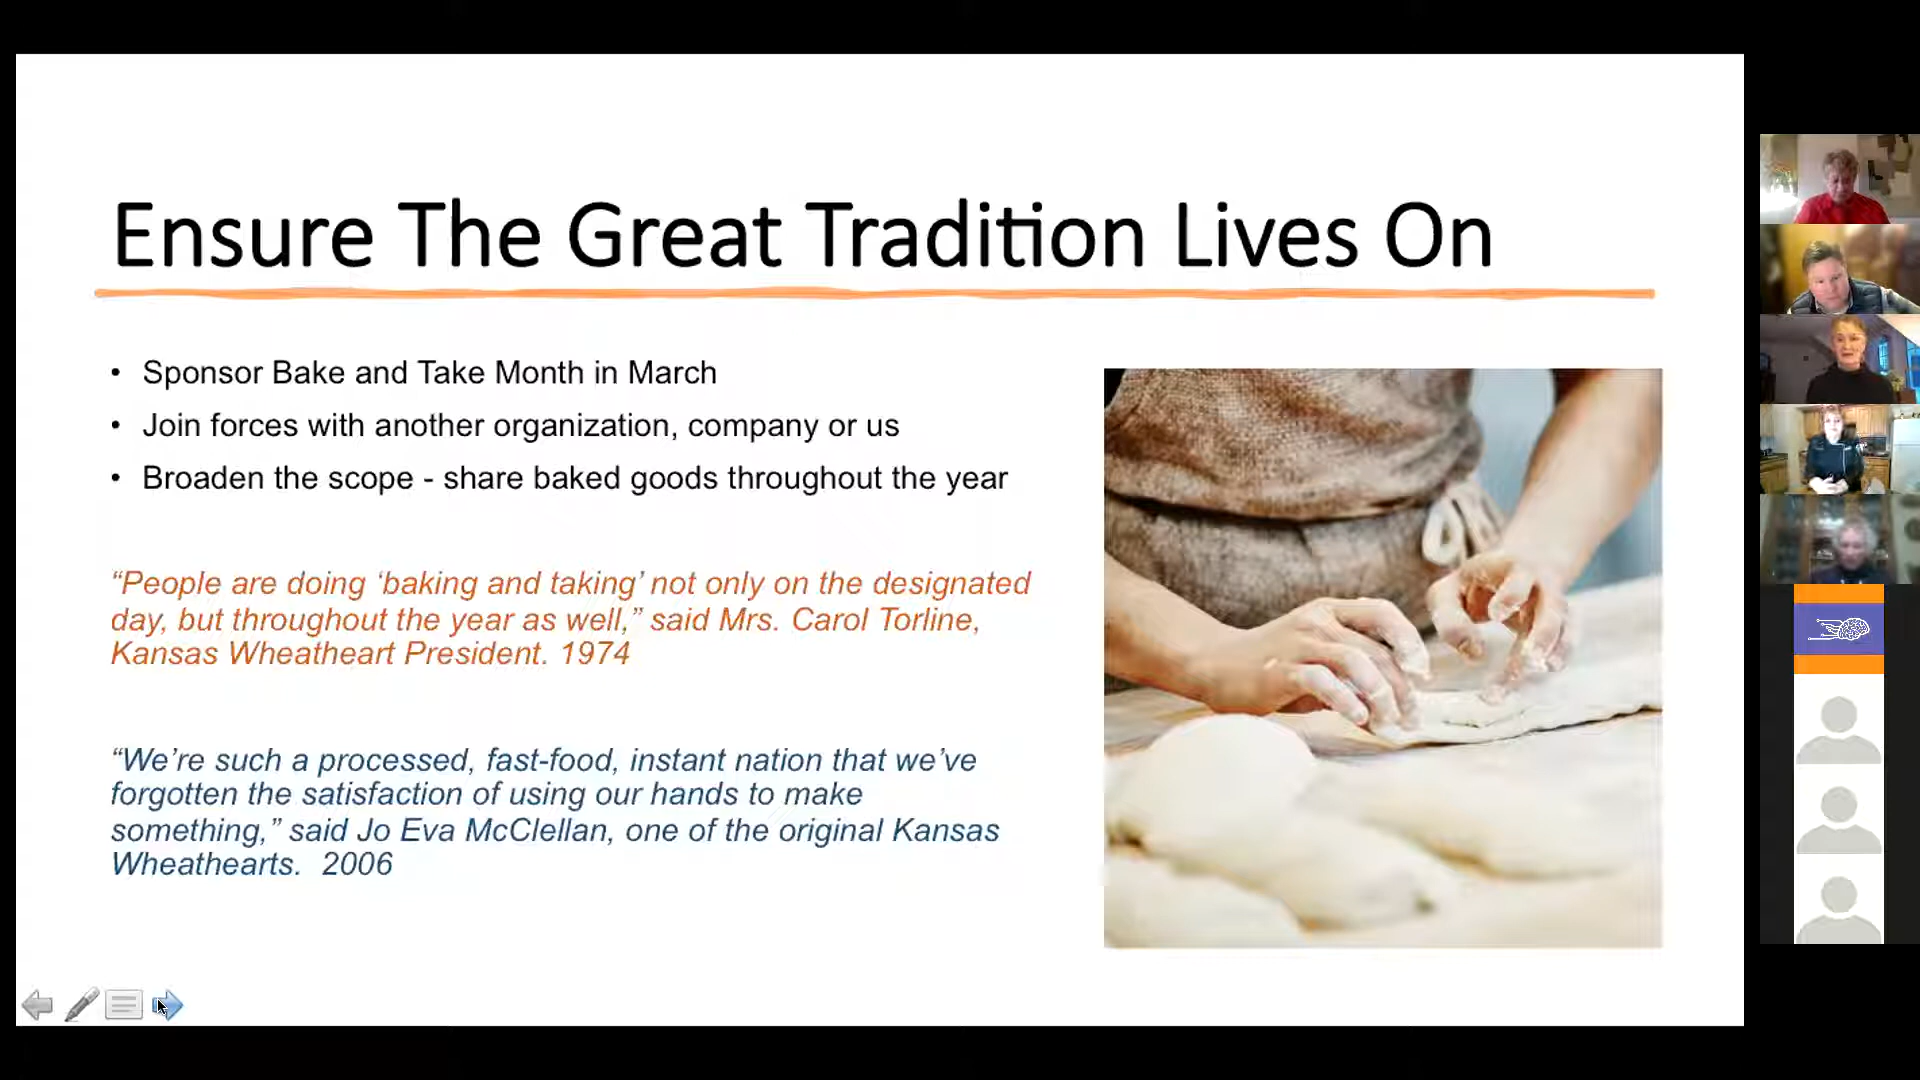 Ensure The Great Tradition Lives On
• Sponsor Bake and Take Month in March
• Join forces with another organization, company or us
• Broaden the scope - share baked goods throughout the year
“People are doing ‘baking and taking’ not only on the designated
day, but throughout the year as well,” said Mrs. Carol Torline,
Kansas Wheatheart President. 1974
“We’re such a processed, fast-food, instant nation that we’ve
forgotten the satisfaction of using our hands to make
something,” said Jo Eva McClellan, one of the original Kansas
Wheathearts.  2006